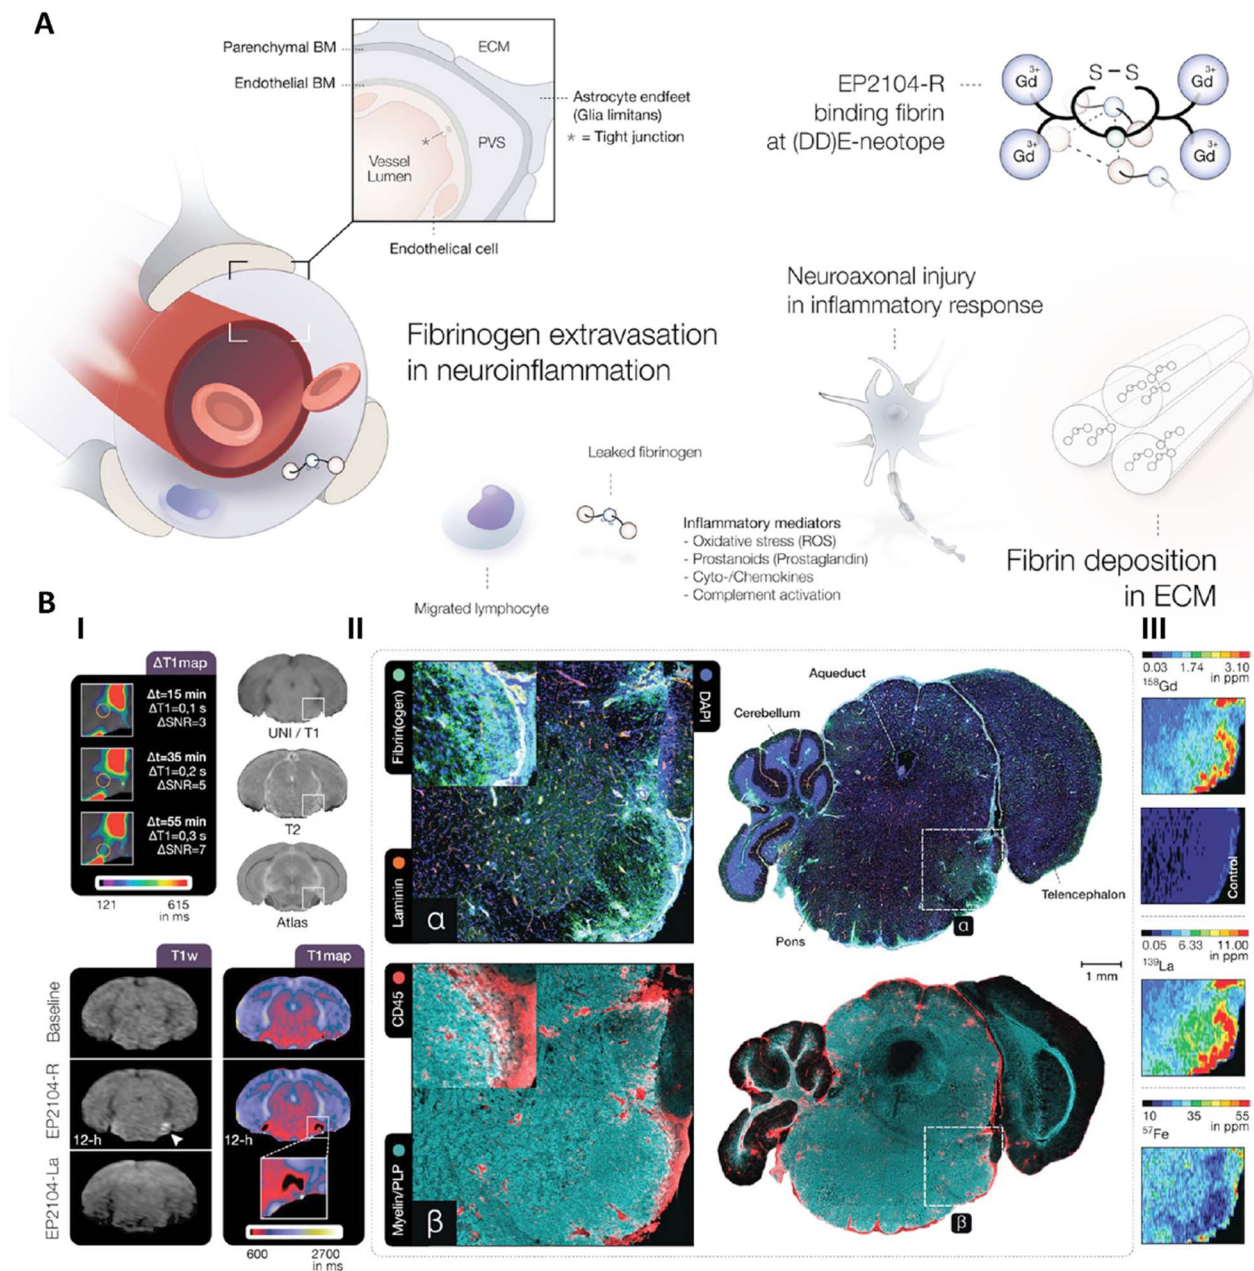 A
Parenchymal BM
ECM
Endothelial BM
Astrocyte endfeet
(Glia limitans)
* = Tight junction
*
PVS
Vessel
Lumen
Endothelical cell
EP2104-R
binding fibrin
at (DD)E-neotope
S-S
Gd 3+
Gd 3+
Gd 3+
Gd 3+
Fibrinogen extravasation
in neuroinflammation
Neuroaxonal injury
in inflammatory response
Leaked fibrinogen
Migrated lymphocyte
Inflammatory mediators
- Oxidative stress (ROS)
- Prostanoids (Prostaglandin)
- Cyto-/Chemokines
- Complement activation
Fibrin deposition
in ECM
B
I
ΔT1map
Δt=15 min
ΔT1=0,1 s
ΔSNR=3
Δt=35 min
ΔT1=0,2 s
ΔSNR=5
Δt=55 min
ΔT1=0,3 s
ΔSNR=7
121 615
in ms
UNI / T1
T2
Atlas
T1w
T1map
Baseline
EP2104-R
EP2104-La
12-h
12-h
600 2700
in ms
II
Fibrin(ogen)
Laminin
DAPI
α
Aqueduct
Cerebellum
Telencephalon
Pons
α
1 mm
CD45
Myelin/PLP
β
β
III
0.03 1.74 3.10
158Gd in ppm
Control
0.05 6.33 11.00
139La in ppm
10 35 55
57Fe in ppm